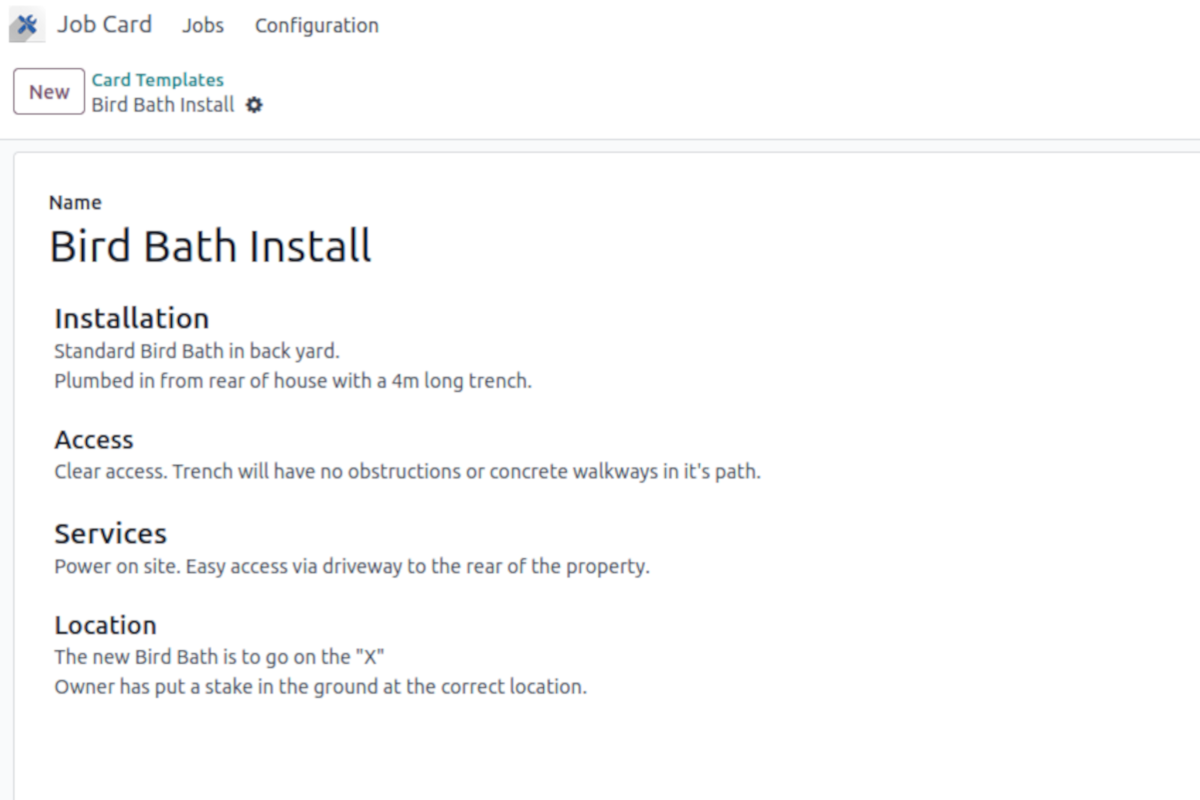 Job Card Jobs Configuration
New
Card Templates
Bird Bath Install
Name
Bird Bath Install
Installation
Standard Bird Bath in back yard.
Plumbed in from rear of house with a 4m long trench.
Access
Clear access. Trench will have no obstructions or concrete walkways in it's path.
Services
Power on site. Easy access via driveway to the rear of the property.
Location
The new Bird Bath is to go on the "X"
Owner has put a stake in the ground at the correct location.